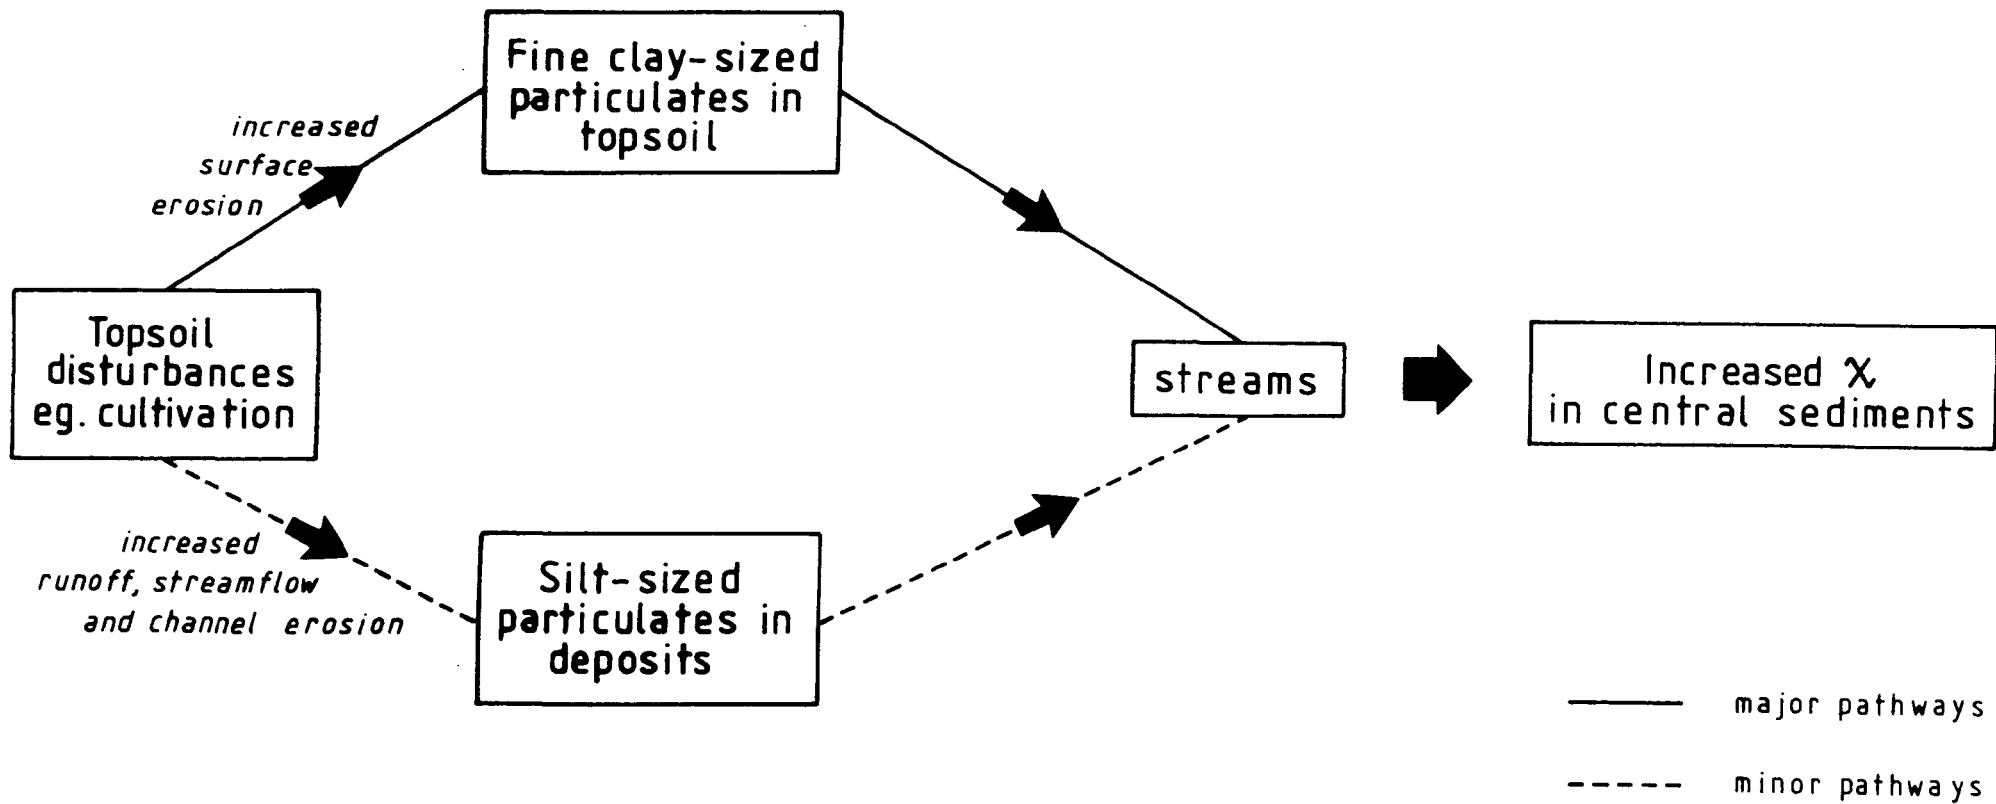 Fine clay-sized
particulates in
topsoil
increased
surface
erosion
Topsoil
disturbances
eg. cultivation
streams
Increased χ
in central sediments
increased
runoff, streamflow
and channel erosion
Silt-sized
particulates in
deposits
major pathways
minor pathways